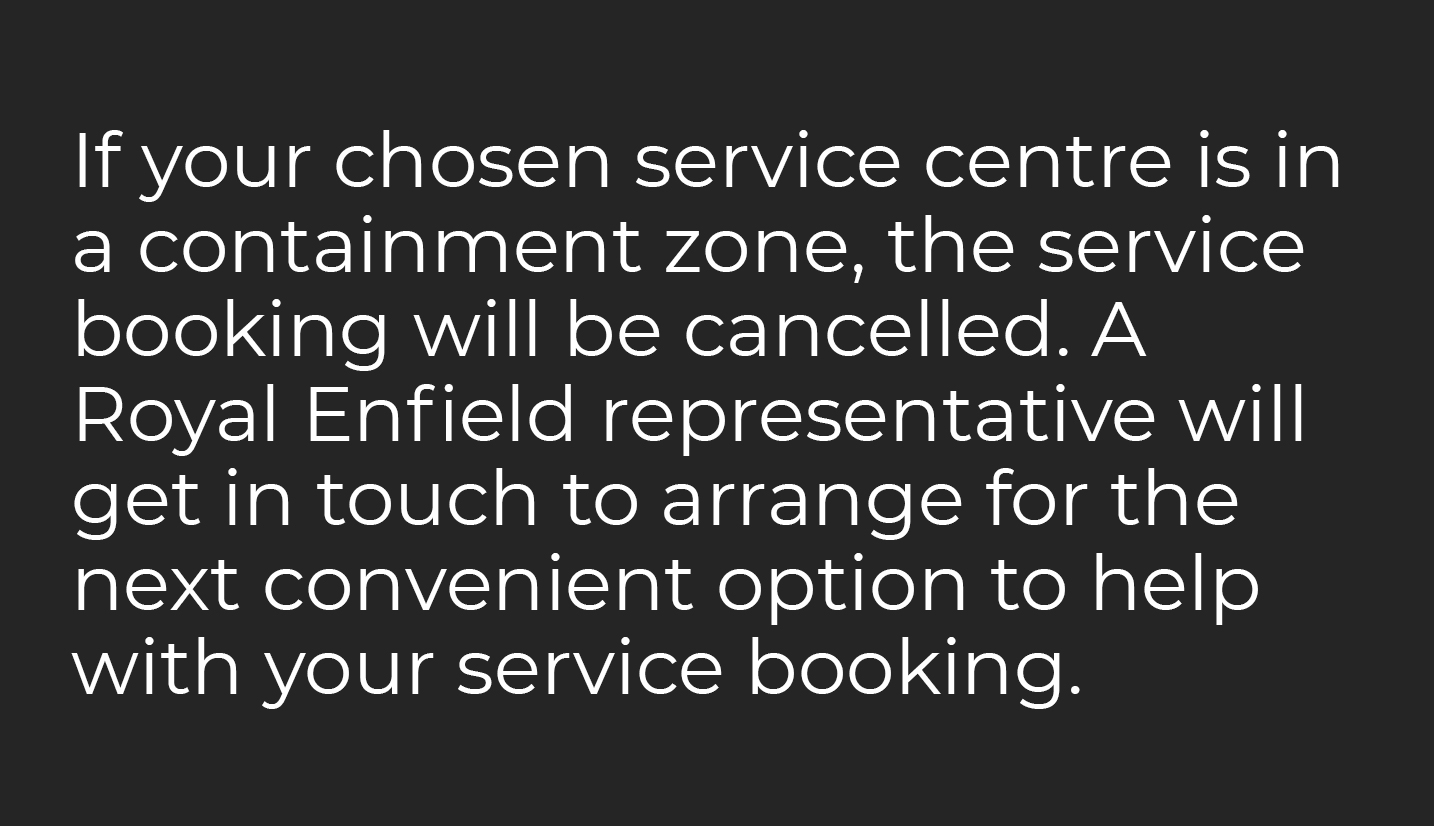 If your chosen service centre is in
a containment zone, the service
booking will be cancelled. A
Royal Enfield representative will
get in touch to arrange for the
next convenient option to help
with your service booking.